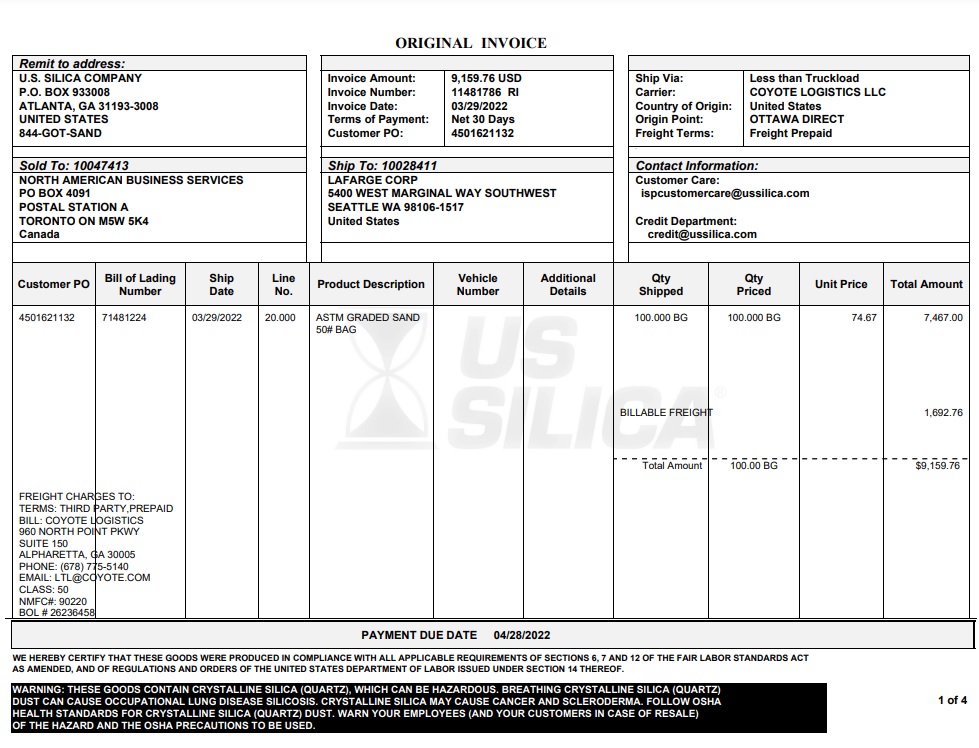 ORIGINAL INVOICE
Remit to address:
U.S. SILICA COMPANY
P.O. BOX 933008
ATLANTA, GA 31193-3008
UNITED STATES
844-GOT-SAND
Invoice Amount: 9,159.76 USD
Invoice Number: 11481786 RI
Invoice Date: 03/29/2022
Terms of Payment: Net 30 Days
Customer PO: 4501621132
Ship Via: Less than Truckload
Carrier: COYOTE LOGISTICS LLC
Country of Origin: United States
Origin Point: OTTAWA DIRECT
Freight Terms: Freight Prepaid
Sold To: 10047413
NORTH AMERICAN BUSINESS SERVICES
PO BOX 4091
POSTAL STATION A
TORONTO ON M5W 5K4
Canada
Ship To: 10028411
LAFARGE CORP
5400 WEST MARGINAL WAY SOUTHWEST
SEATTLE WA 98106-1517
United States
Contact Information:
Customer Care:
ispcustomercare@ussilica.com
Credit Department:
credit@ussilica.com
Customer PO Bill of Lading Number Ship Date Line No. Product Description Vehicle Number Additional Details Qty Shipped Qty Priced Unit Price Total Amount
4501621132 71481224 03/29/2022 20.000 ASTM GRADED SAND 100.000 BG 100.000 BG 74.67 7,467.00
50# BAG
US
SILICA®
BILLABLE FREIGHT 1,692.76
Total Amount 100.00 BG $9,159.76
FREIGHT CHARGES TO:
TERMS: THIRD PARTY,PREPAID
BILL: COYOTE LOGISTICS
960 NORTH POINT PKWY
SUITE 150
ALPHARETTA, GA 30005
PHONE: (678) 775-5140
EMAIL: LTL@COYOTE.COM
CLASS: 50
NMFC#: 90220
BOL # 26236458
PAYMENT DUE DATE 04/28/2022
WE HEREBY CERTIFY THAT THESE GOODS WERE PRODUCED IN COMPLIANCE WITH ALL APPLICABLE REQUIREMENTS OF SECTIONS 6, 7 AND 12 OF THE FAIR LABOR STANDARDS ACT
AS AMENDED, AND OF REGULATIONS AND ORDERS OF THE UNITED STATES DEPARTMENT OF LABOR ISSUED UNDER SECTION 14 THEREOF.
WARNING: THESE GOODS CONTAIN CRYSTALLINE SILICA (QUARTZ), WHICH CAN BE HAZARDOUS. BREATHING CRYSTALLINE SILICA (QUARTZ)
DUST CAN CAUSE OCCUPATIONAL LUNG DISEASE SILICOSIS. CRYSTALLINE SILICA MAY CAUSE CANCER AND SCLERODERMA. FOLLOW OSHA
HEALTH STANDARDS FOR CRYSTALLINE SILICA (QUARTZ) DUST. WARN YOUR EMPLOYEES (AND YOUR CUSTOMERS IN CASE OF RESALE)
OF THE HAZARD AND THE OSHA PRECAUTIONS TO BE USED.
1 of 4